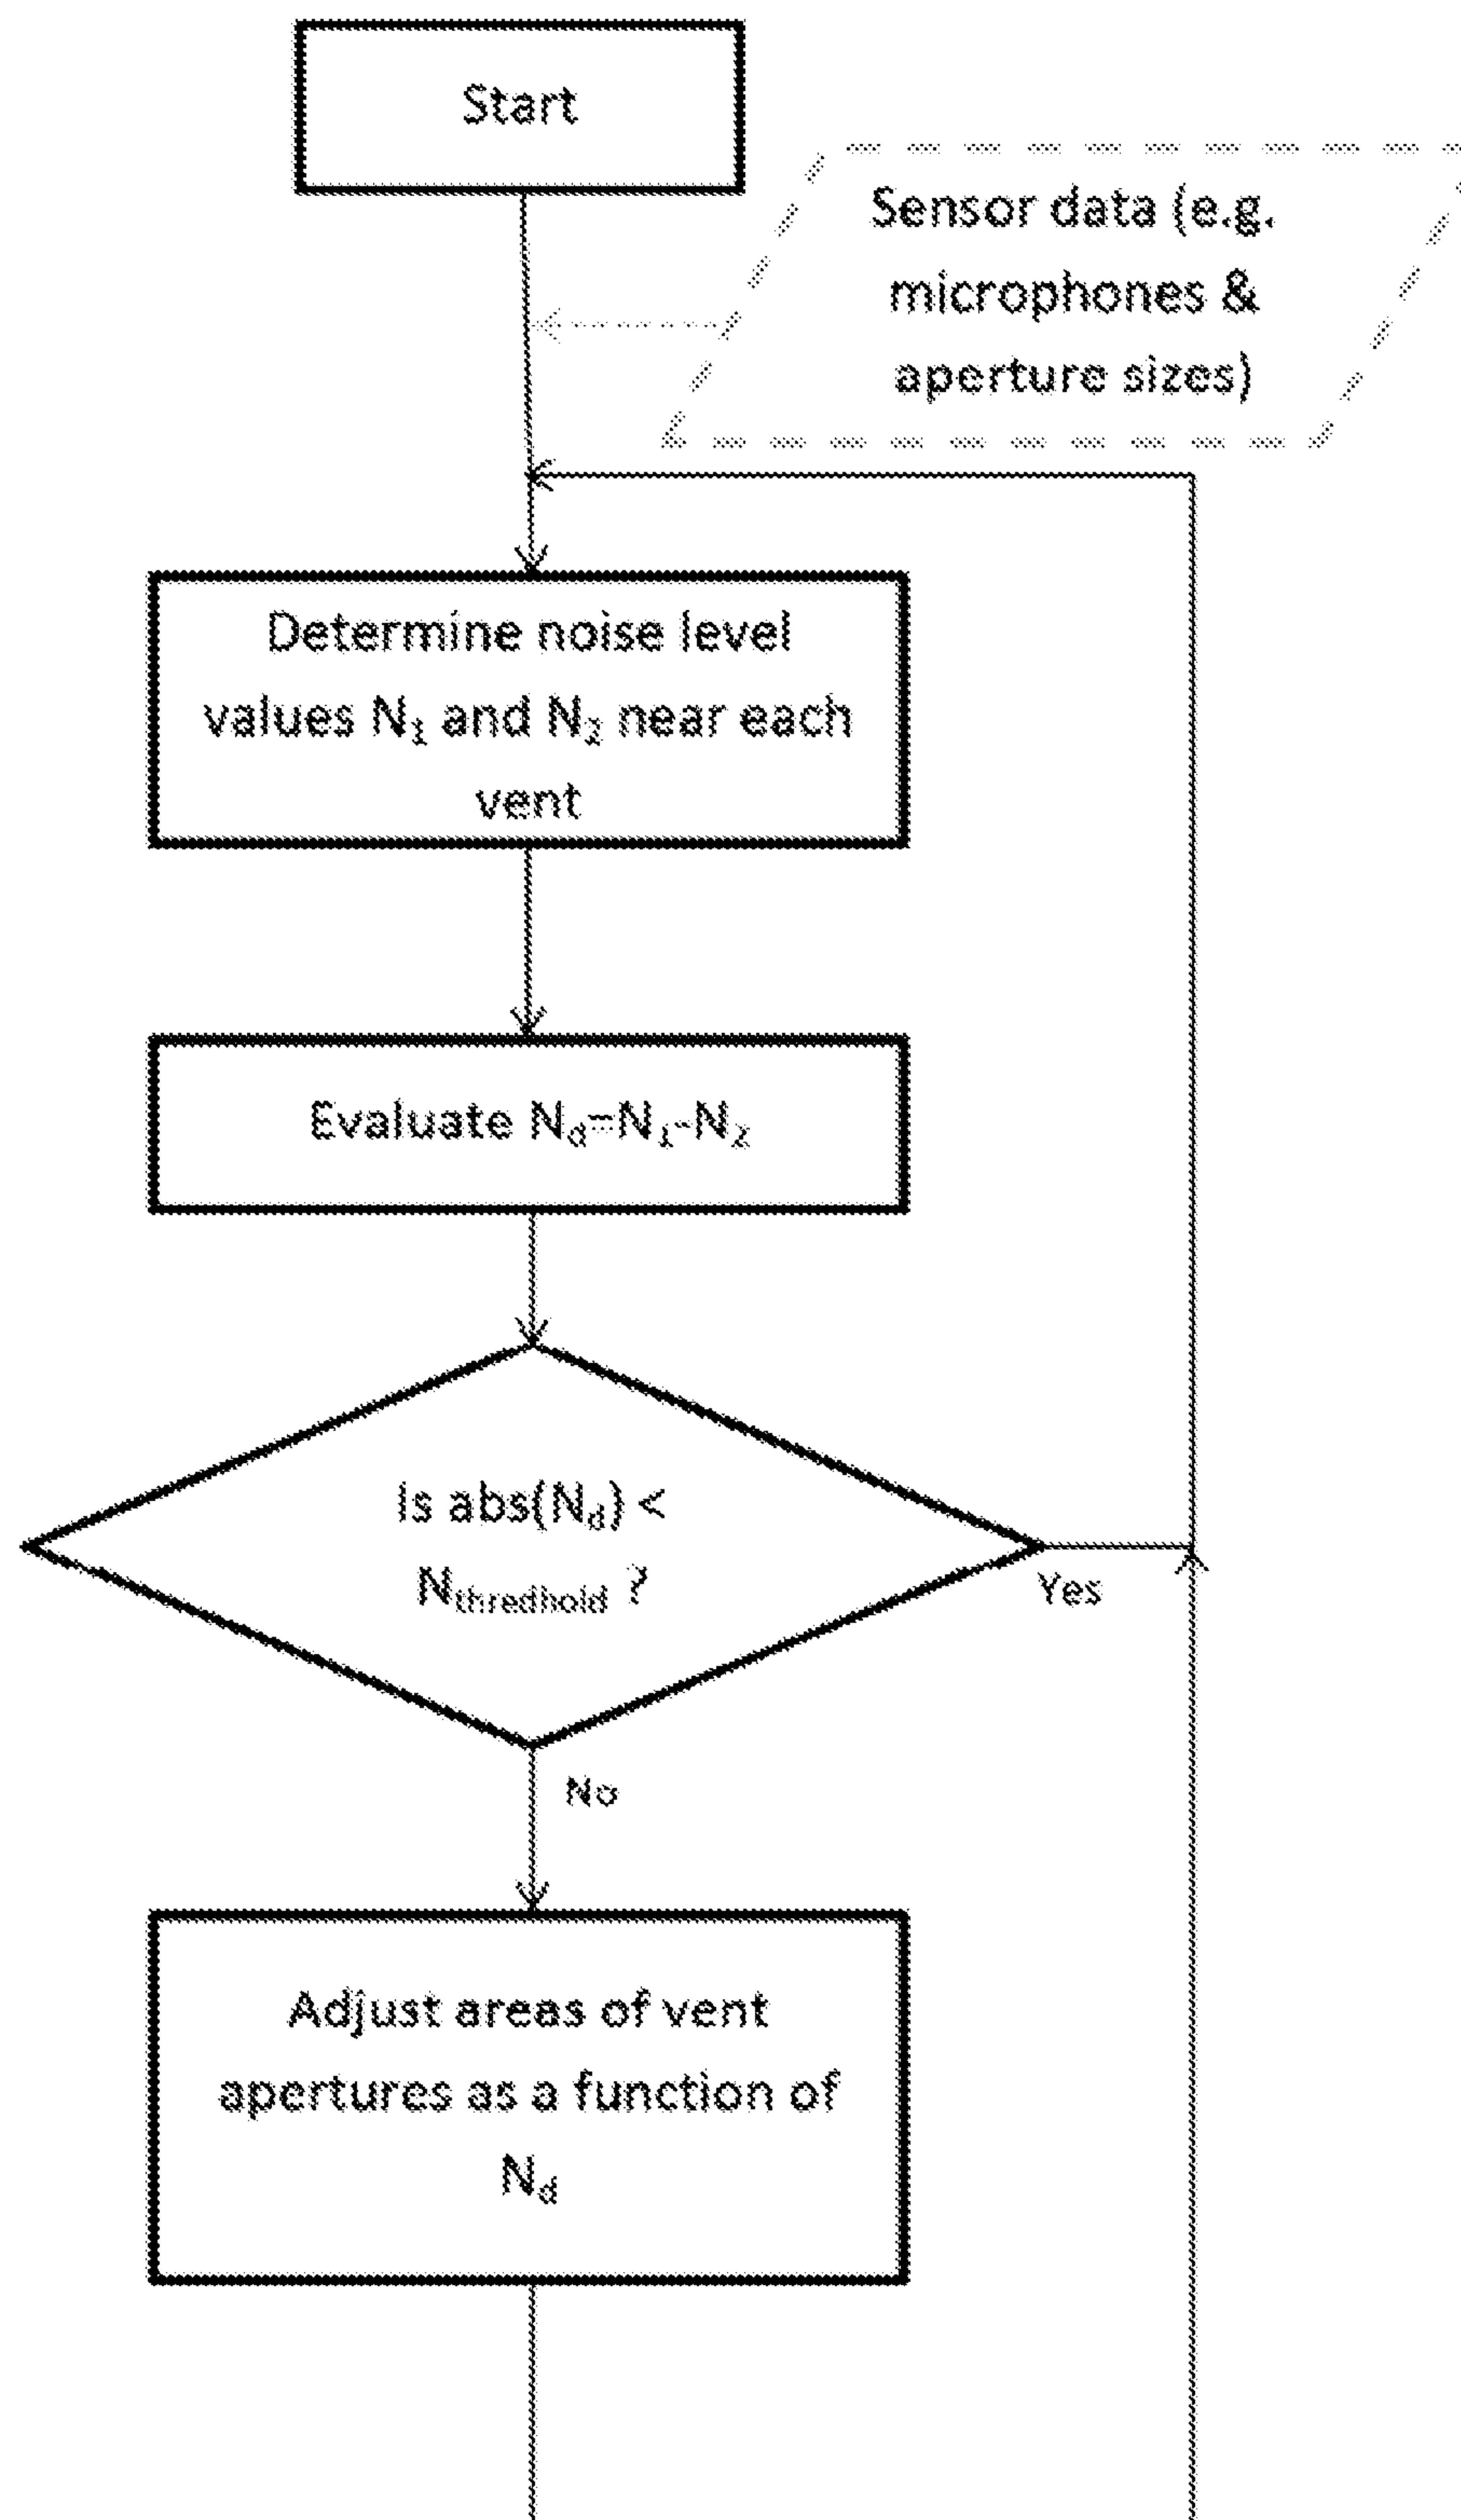 Start
Sensor data (e.g.
microphones &
aperture sizes)
Determine noise level
values N₁ and N₂ near each
vent
Evaluate N_d=N₁-N₂
Is abs(N_d) <
N_thredhold ?
Yes
No
Adjust areas of vent
apertures as a function of
N_d